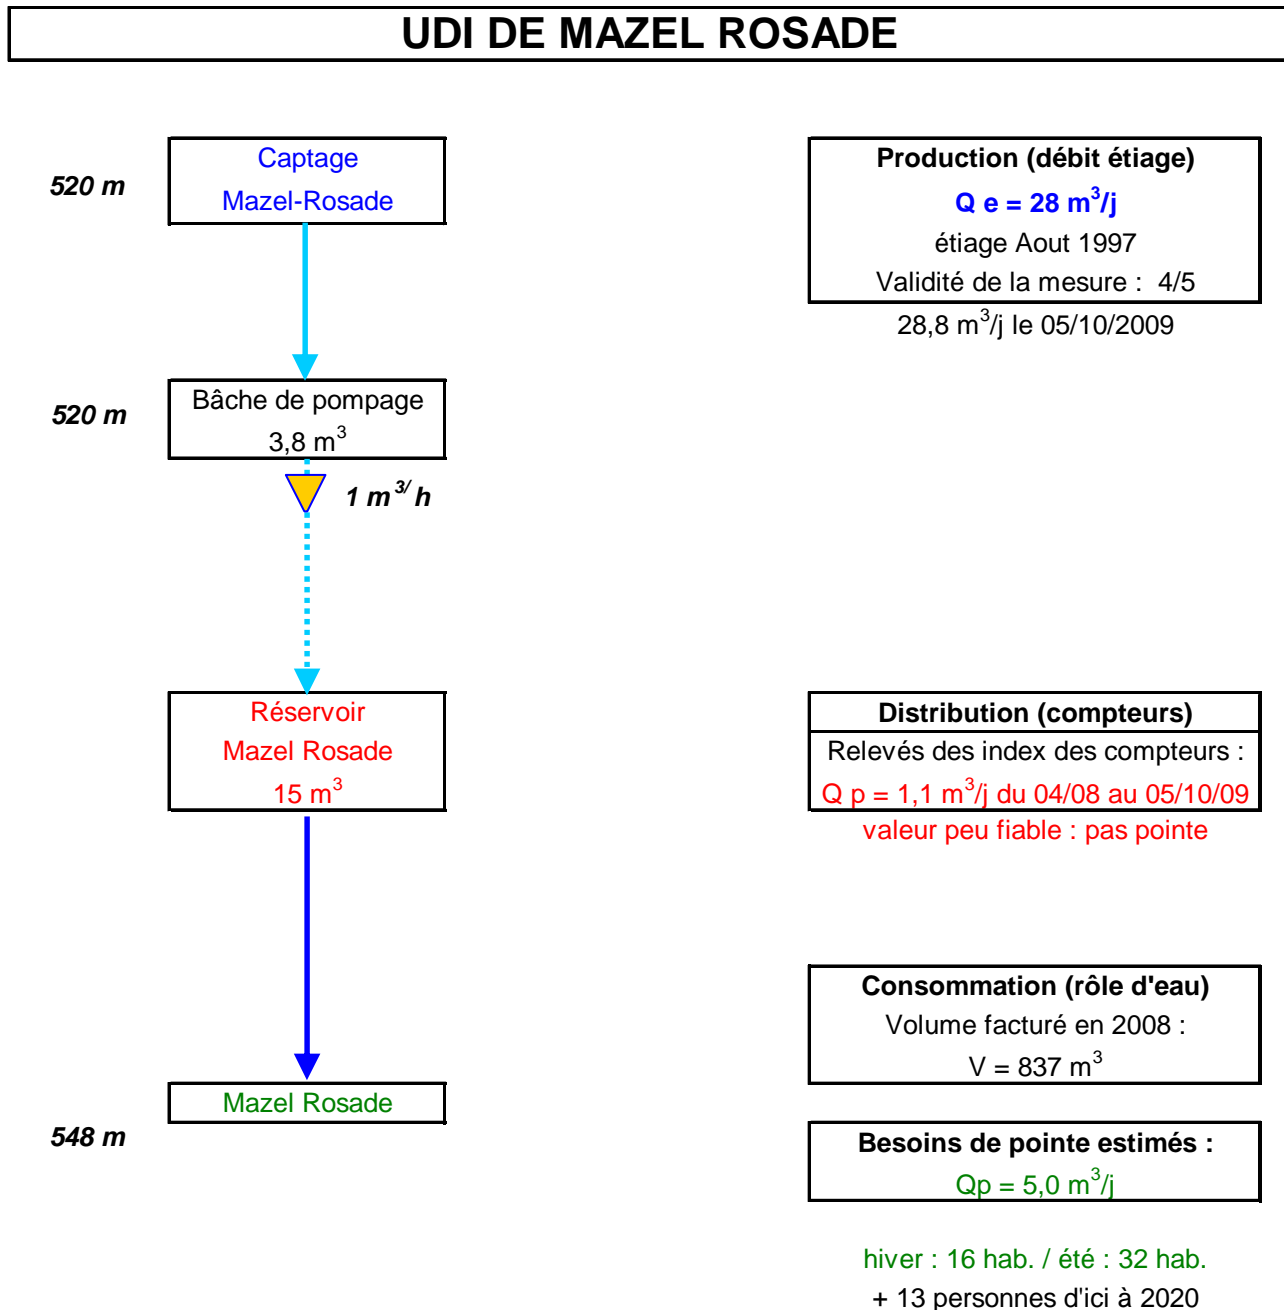 UDI DE MAZEL ROSADE
520 m
Captage
Mazel-Rosade
Production (débit étiage)
Q e = 28 m³/j
étiage Aout 1997
Validité de la mesure : 4/5
28,8 m³/j le 05/10/2009
520 m
Bâche de pompage
3,8 m³
1 m³/ h
Réservoir
Mazel Rosade
15 m³
Distribution (compteurs)
Relevés des index des compteurs :
Q p = 1,1 m³/j du 04/08 au 05/10/09
valeur peu fiable : pas pointe
Consommation (rôle d'eau)
Volume facturé en 2008 :
V = 837 m³
Mazel Rosade
548 m
Besoins de pointe estimés :
Qp = 5,0 m³/j
hiver : 16 hab. / été : 32 hab.
+ 13 personnes d'ici à 2020